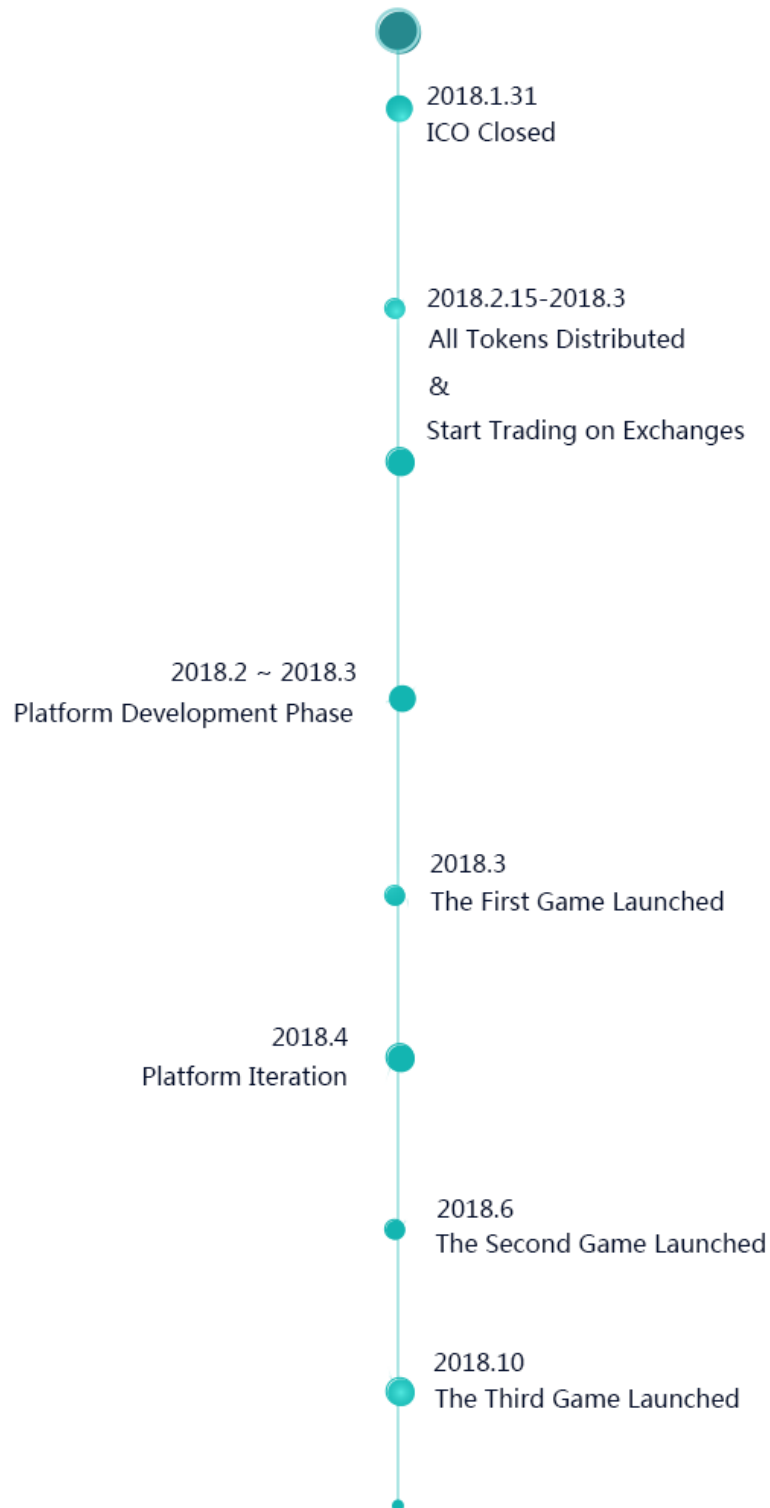 2018.1.31
ICO Closed
2018.2.15-2018.3
All Tokens Distributed
&
Start Trading on Exchanges
2018.2 ~ 2018.3
Platform Development Phase
2018.3
The First Game Launched
2018.4
Platform Iteration
2018.6
The Second Game Launched
2018.10
The Third Game Launched